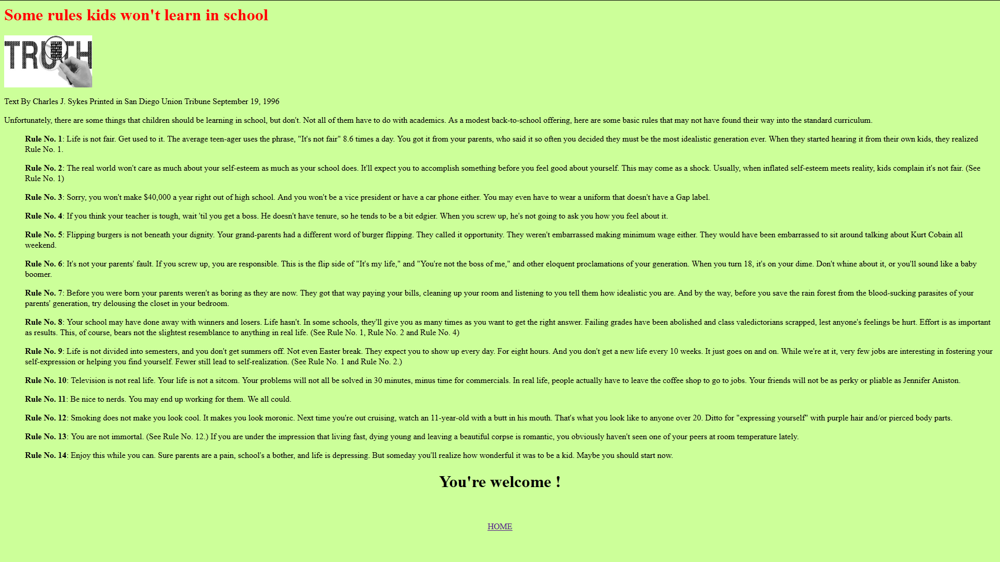 Some rules kids won't learn in school
TRUTH
Text By Charles J. Sykes Printed in San Diego Union Tribune September 19, 1996
Unfortunately, there are some things that children should be learning in school, but don't. Not all of them have to do with academics. As a modest back-to-school offering, here are some basic rules that may not have found their way into the standard curriculum.
Rule No. 1: Life is not fair. Get used to it. The average teen-ager uses the phrase, "It's not fair" 8.6 times a day. You got it from your parents, who said it so often you decided they must be the most idealistic generation ever. When they started hearing it from their own kids, they realized
Rule No. 1.
Rule No. 2: The real world won't care as much about your self-esteem as much as your school does. It'll expect you to accomplish something before you feel good about yourself. This may come as a shock. Usually, when inflated self-esteem meets reality, kids complain it's not fair. (See
Rule No. 1)
Rule No. 3: Sorry, you won't make $40,000 a year right out of high school. And you won't be a vice president or have a car phone either. You may even have to wear a uniform that doesn't have a Gap label.
Rule No. 4: If you think your teacher is tough, wait 'til you get a boss. He doesn't have tenure, so he tends to be a bit edgier. When you screw up, he's not going to ask you how you feel about it.
Rule No. 5: Flipping burgers is not beneath your dignity. Your grand-parents had a different word of burger flipping. They called it opportunity. They weren't embarrassed making minimum wage either. They would have been embarrassed to sit around talking about Kurt Cobain all
weekend.
Rule No. 6: It's not your parents' fault. If you screw up, you are responsible. This is the flip side of "It's my life," and "You're not the boss of me," and other eloquent proclamations of your generation. When you turn 18, it's on your dime. Don't whine about it, or you'll sound like a baby
boomer.
Rule No. 7: Before you were born your parents weren't as boring as they are now. They got that way paying your bills, cleaning up your room and listening to you tell them how idealistic you are. And by the way, before you save the rain forest from the blood-sucking parasites of your
parents' generation, try delousing the closet in your bedroom.
Rule No. 8: Your school may have done away with winners and losers. Life hasn't. In some schools, they'll give you as many times as you want to get the right answer. Failing grades have been abolished and class valedictorians scrapped, lest anyone's feelings be hurt. Effort is as important
as results. This, of course, bears not the slightest resemblance to anything in real life. (See Rule No. 1, Rule No. 2 and Rule No. 4)
Rule No. 9: Life is not divided into semesters, and you don't get summers off. Not even Easter break. They expect you to show up every day. For eight hours. And you don't get a new life every 10 weeks. It just goes on and on. While we're at it, very few jobs are interesting in fostering your
self-expression or helping you find yourself. Fewer still lead to self-realization. (See Rule No. 1 and Rule No. 2.)
Rule No. 10: Television is not real life. Your life is not a sitcom. Your problems will not all be solved in 30 minutes, minus time for commercials. In real life, people actually have to leave the coffee shop to go to jobs. Your friends will not be as perky or pliable as Jennifer Aniston.
Rule No. 11: Be nice to nerds. You may end up working for them. We all could.
Rule No. 12: Smoking does not make you look cool. It makes you look moronic. Next time you're out cruising, watch an 11-year-old with a butt in his mouth. That's what you look like to anyone over 20. Ditto for "expressing yourself" with purple hair and/or pierced body parts.
Rule No. 13: You are not immortal. (See Rule No. 12.) If you are under the impression that living fast, dying young and leaving a beautiful corpse is romantic, you obviously haven't seen one of your peers at room temperature lately.
Rule No. 14: Enjoy this while you can. Sure parents are a pain, school's a bother, and life is depressing. But someday you'll realize how wonderful it was to be a kid. Maybe you should start now.
You're welcome !
HOME